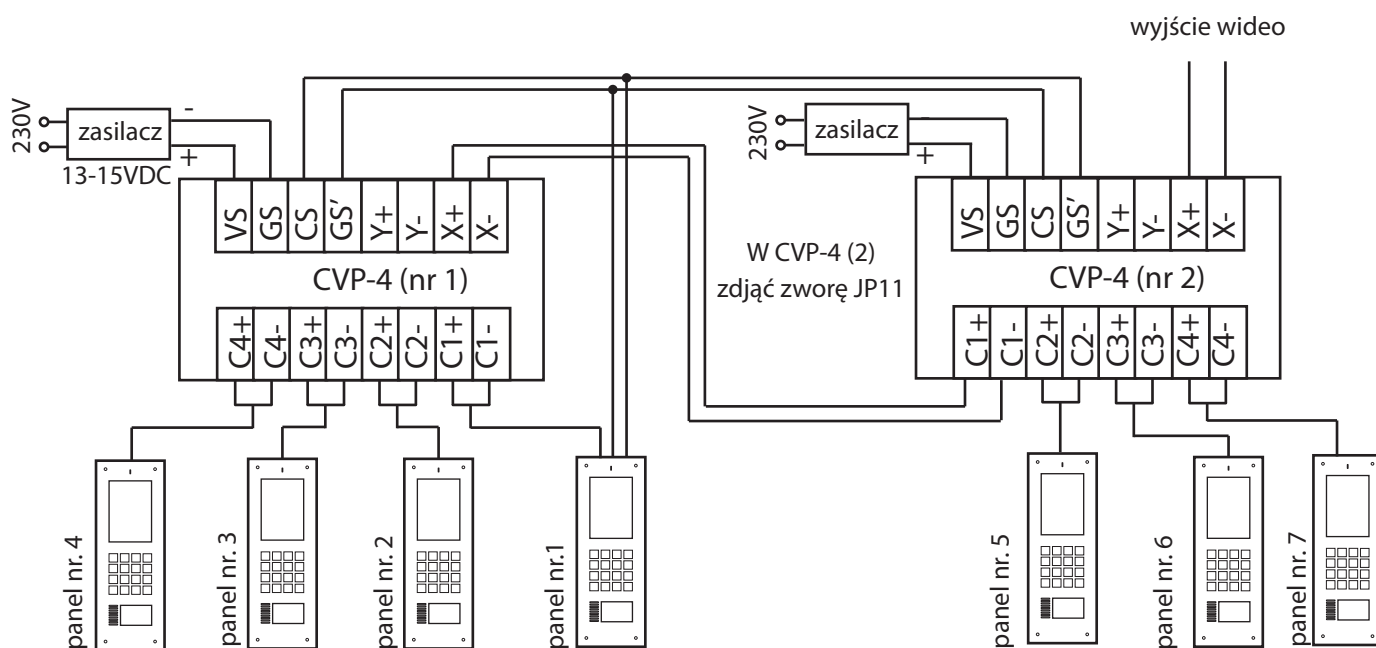 wyjście wideo
230V
zasilacz
-
+
13-15VDC
230V
zasilacz
-
+
VS GS CS GS' Y+ Y- X+ X-
CVP-4 (nr 1)
C4+ C4- C3+ C3- C2+ C2- C1+ C1-
W CVP-4 (2)
zdjąć zworę JP11
VS GS CS GS' Y+ Y- X+ X-
CVP-4 (nr 2)
C1+ C1- C2+ C2- C3+ C3- C4+ C4-
panel nr. 4
panel nr. 3
panel nr. 2
panel nr.1
panel nr. 5
panel nr. 6
panel nr. 7